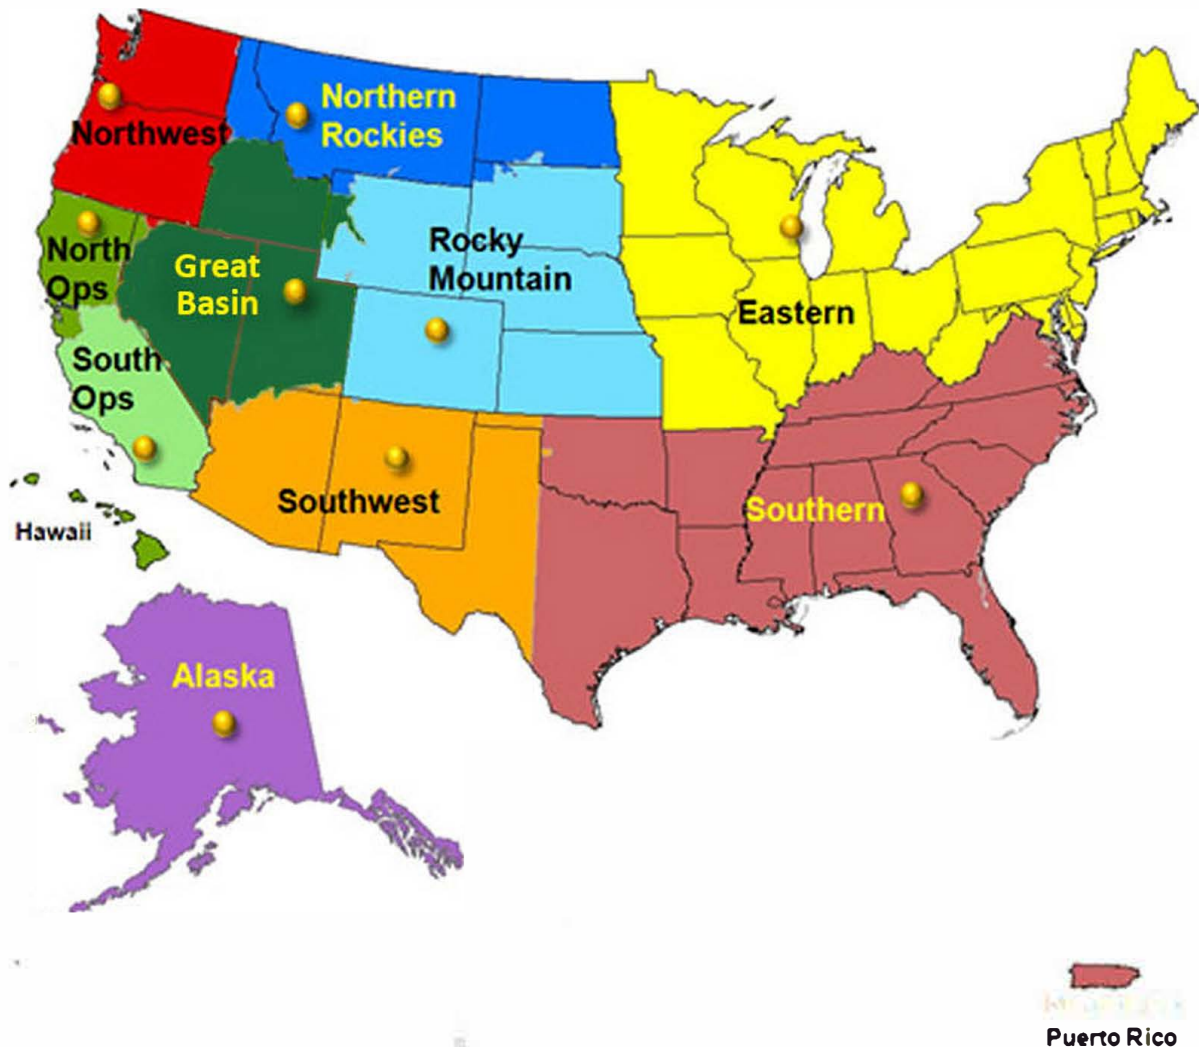 Northern
Rockies
Northwest
Rocky
Mountain
North
Ops
Great
Basin
Eastern
South
Ops
Southwest
Southern
Hawaii
Alaska
Puerto Rico